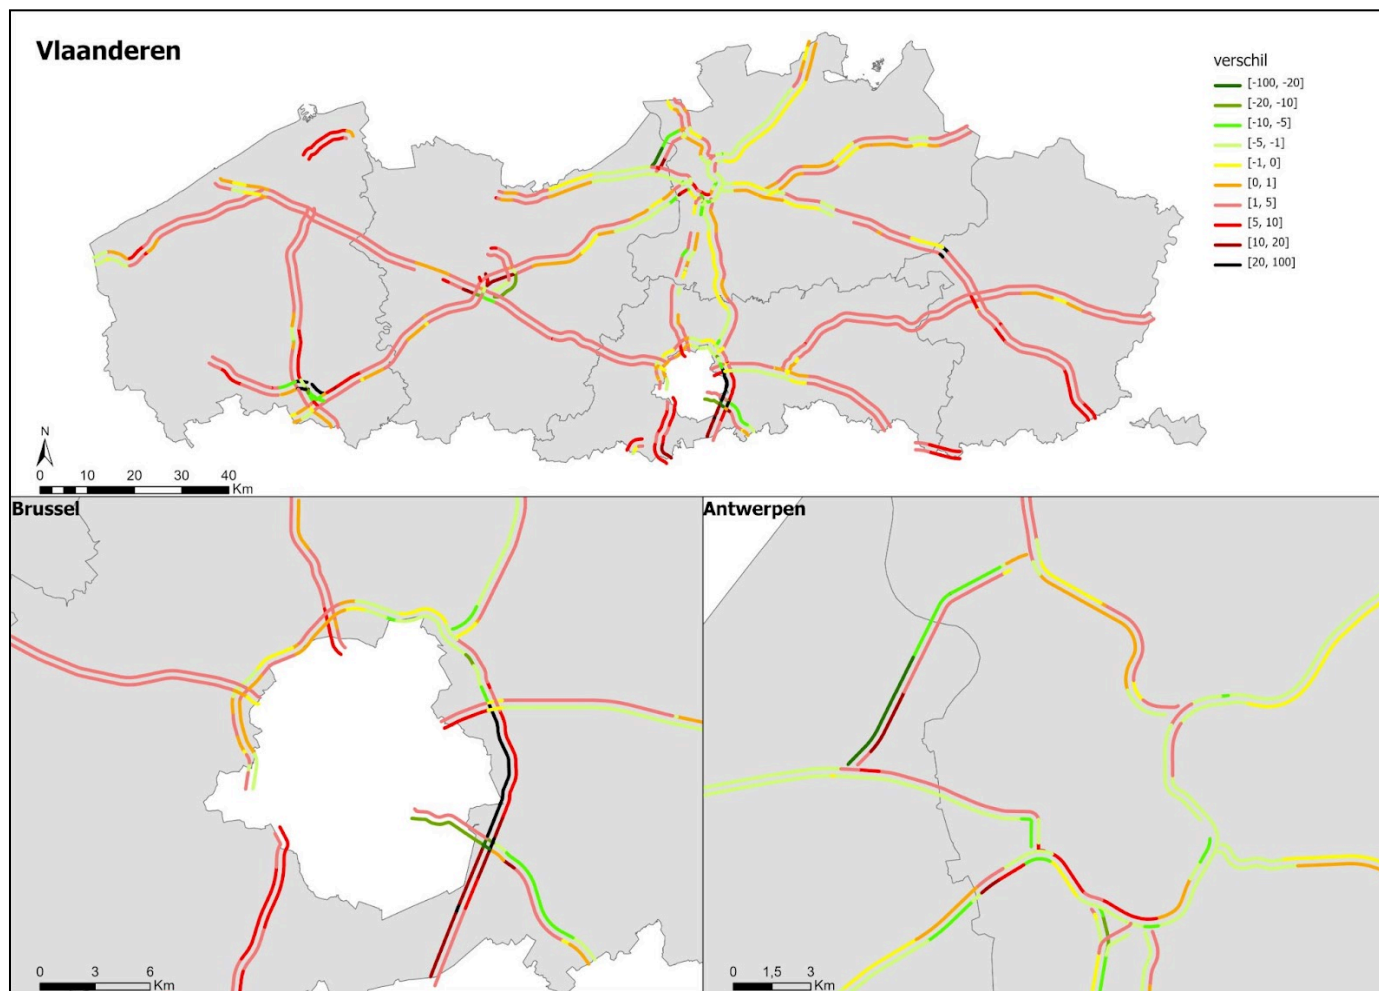 Vlaanderen
verschil
[-100, -20]
[-20, -10]
[-10, -5]
[-5, -1]
[-1, 0]
[0, 1]
[1, 5]
[5, 10]
[10, 20]
[20, 100]
N
0 10 20 30 40
Km
Brussel
Antwerpen
0 3 6
Km
0 1,5 3
Km